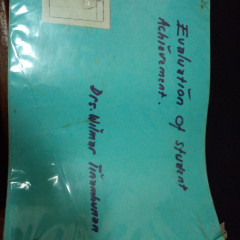 Evaluation of student
Achievement.
Drs. Wilmar Tinambunan